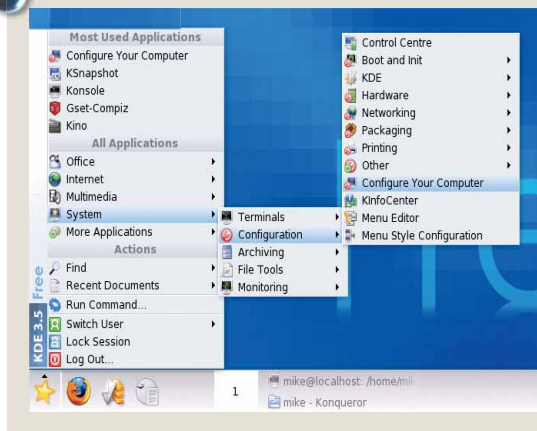 Most Used Applications
Configure Your Computer
KSnapshot
Konsole
Gset-Compiz
Kino
All Applications
Office
Internet
Multimedia
System
More Applications
Actions
Find
Recent Documents
Run Command...
Switch User
Lock Session
Log Out...
KDE 3.5 Free
Terminals
Configuration
Archiving
File Tools
Monitoring
Control Centre
Boot and Init
KDE
Hardware
Networking
Packaging
Printing
Other
Configure Your Computer
KInfoCenter
Menu Editor
Menu Style Configuration
1
mike@localhost: /home/mi
mike - Konqueror